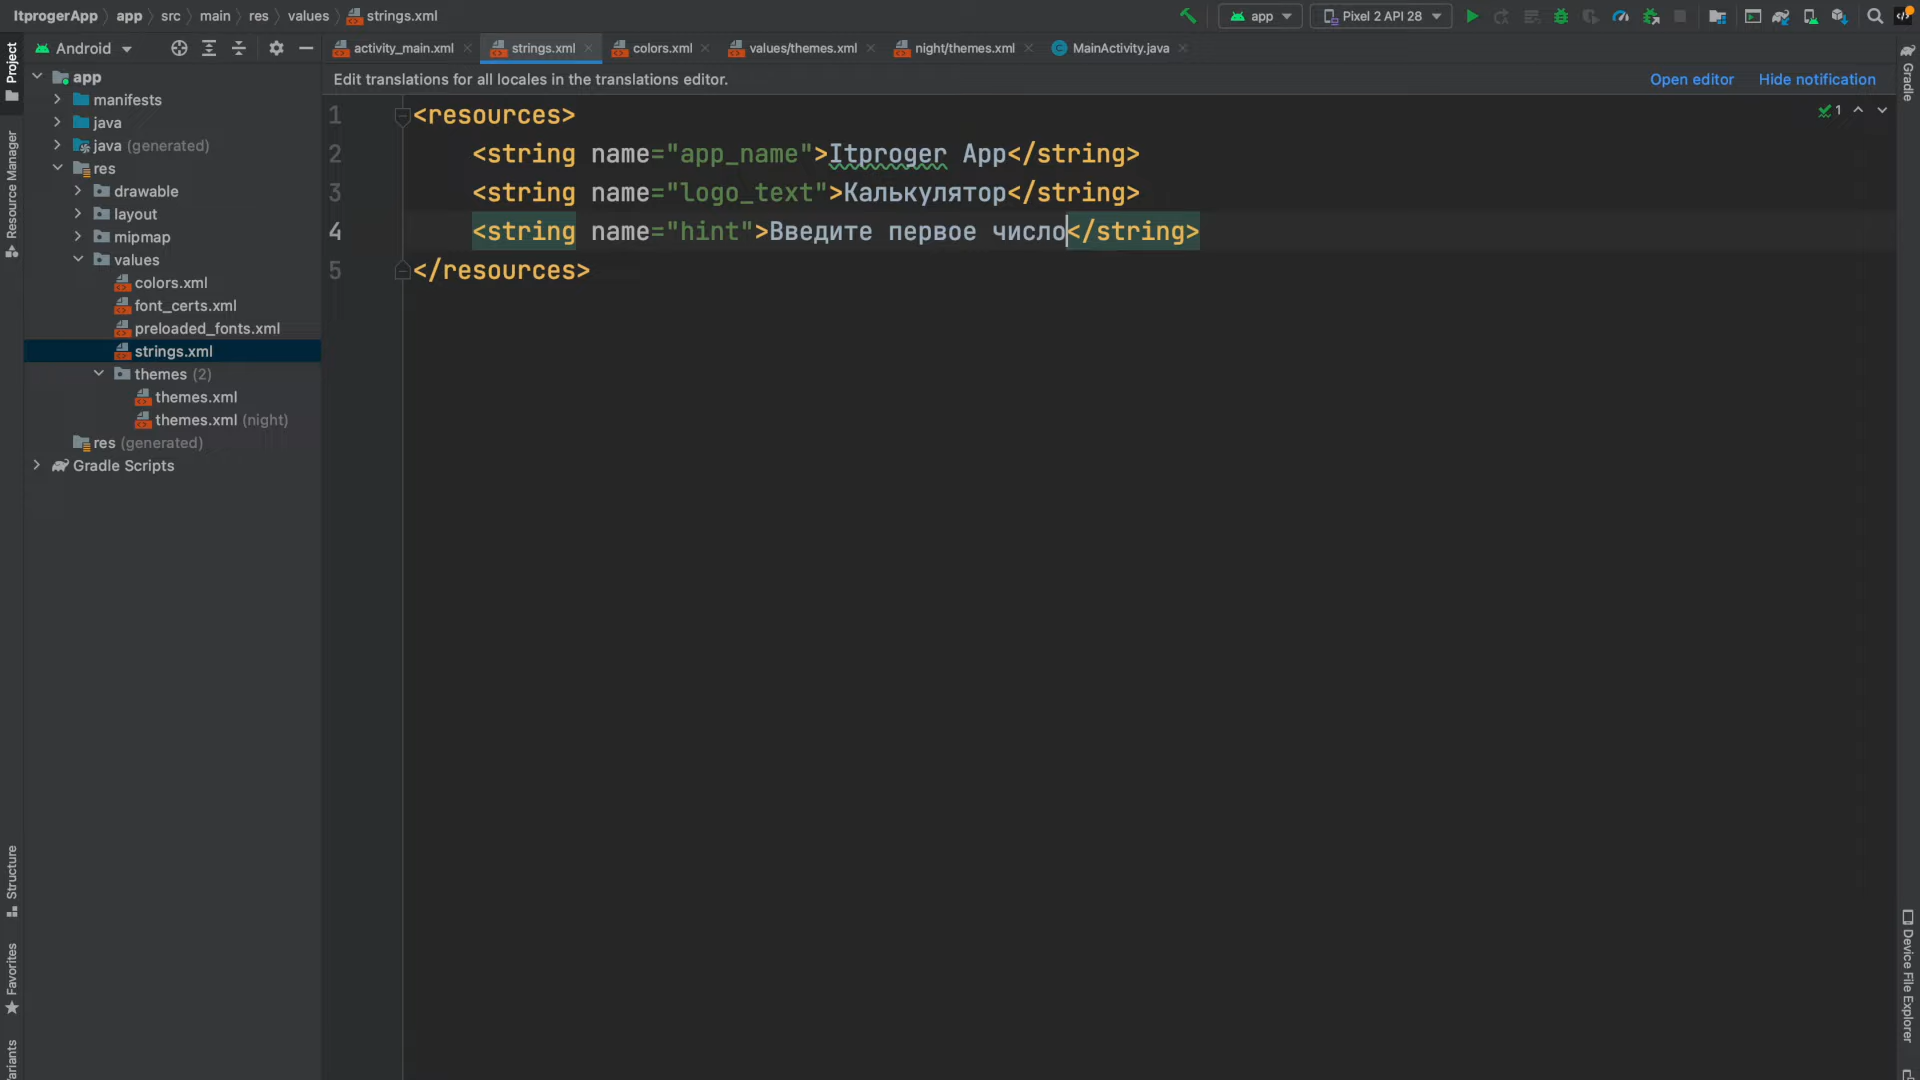 ItprogerApp app src main res values strings.xml
app Pixel 2 API 28
Android
activity_main.xml strings.xml colors.xml values/themes.xml night/themes.xml MainActivity.java
Edit translations for all locales in the translations editor. Open editor Hide notification
app
manifests
java
java (generated)
res
drawable
layout
mipmap
values
colors.xml
font_certs.xml
preloaded_fonts.xml
strings.xml
themes (2)
themes.xml
themes.xml (night)
res (generated)
Gradle Scripts
1 <resources>
2 <string name="app_name">Itproger App</string>
3 <string name="logo_text">Калькулятор</string>
4 <string name="hint">Введите первое число</string>
5 </resources>
1
Project
Resource Manager
Structure
Favorites
Gradle
Device File Explorer